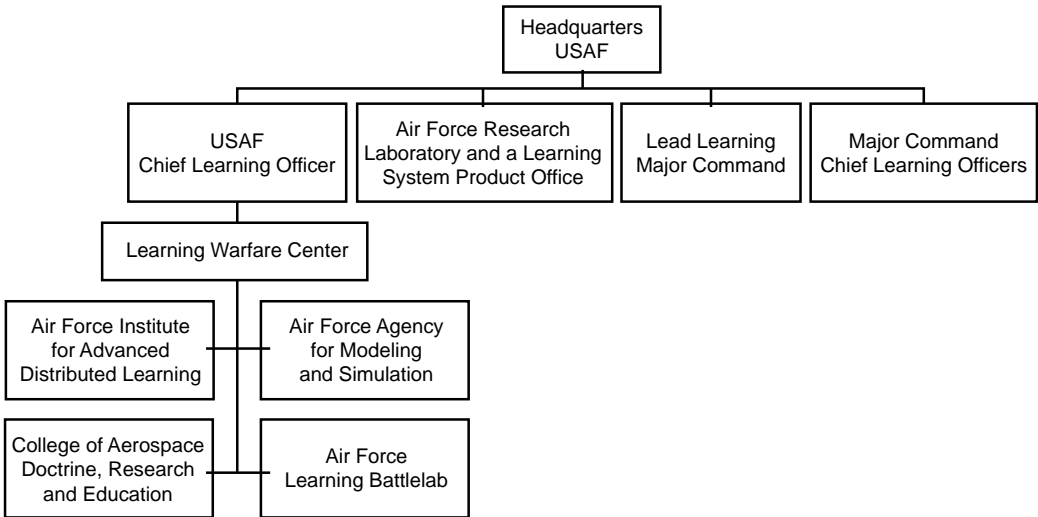 Headquarters
USAF
USAF
Chief Learning Officer
Air Force Research
Laboratory and a Learning
System Product Office
Lead Learning
Major Command
Major Command
Chief Learning Officers
Learning Warfare Center
Air Force Institute
for Advanced
Distributed Learning
Air Force Agency
for Modeling
and Simulation
College of Aerospace
Doctrine, Research
and Education
Air Force
Learning Battlelab